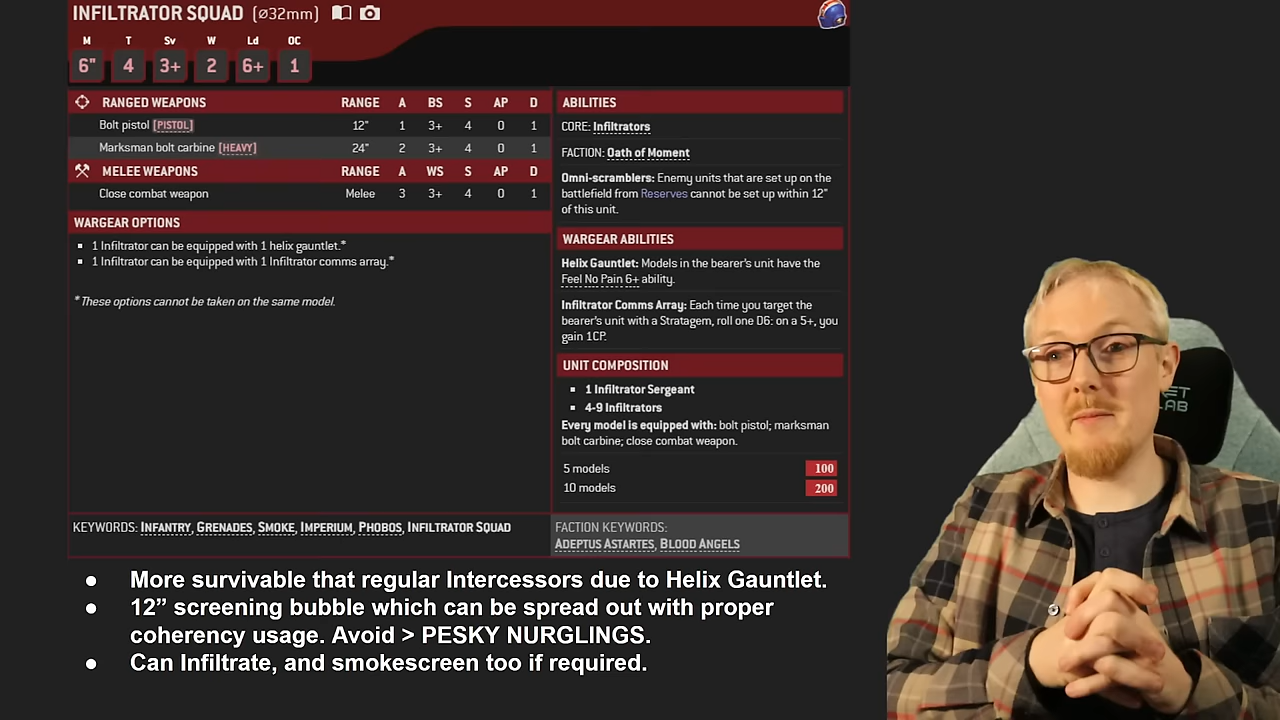 INFILTRATOR SQUAD (⌀32mm)
M T Sv W Ld OC
6" 4 3+ 2 6+ 1
RANGED WEAPONS RANGE A BS S AP D
Bolt pistol [PISTOL] 12" 1 3+ 4 0 1
Marksman bolt carbine [HEAVY] 24" 2 3+ 4 0 1
MELEE WEAPONS RANGE A WS S AP D
Close combat weapon Melee 3 3+ 4 0 1
WARGEAR OPTIONS
1 Infiltrator can be equipped with 1 helix gauntlet.*
1 Infiltrator can be equipped with 1 Infiltrator comms array.*
* These options cannot be taken on the same model.
ABILITIES
CORE: Infiltrators
FACTION: Oath of Moment
Omni-scramblers: Enemy units that are set up on the
battlefield from Reserves cannot be set up within 12"
of this unit.
WARGEAR ABILITIES
Helix Gauntlet: Models in the bearer's unit have the
Feel No Pain 6+ ability.
Infiltrator Comms Array: Each time you target the
bearer's unit with a Stratagem, roll one D6: on a 5+, you
gain 1CP.
UNIT COMPOSITION
1 Infiltrator Sergeant
4-9 Infiltrators
Every model is equipped with: bolt pistol; marksman
bolt carbine; close combat weapon.
5 models 100
10 models 200
KEYWORDS: INFANTRY, GRENADES, SMOKE, IMPERIUM, PHOBOS, INFILTRATOR SQUAD
FACTION KEYWORDS:
ADEPTUS ASTARTES, BLOOD ANGELS
● More survivable that regular Intercessors due to Helix Gauntlet.
● 12” screening bubble which can be spread out with proper
coherency usage. Avoid > PESKY NURGLINGS.
● Can Infiltrate, and smokescreen too if required.
LAB